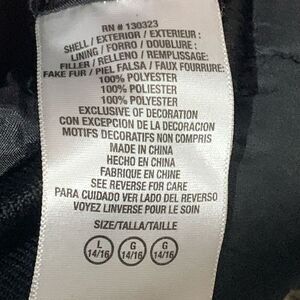 RN # 130323
SHELL / EXTERIOR / EXTERIEUR :
LINING / FORRO / DOUBLURE :
FILLER / RELLENO / REMPLISSAGE:
FAKE FUR / PIEL FALSA / FAUX FOURRURE:
100% POLYESTER
100% POLYESTER
100% POLYESTER
EXCLUSIVE OF DECORATION
CON EXCEPCION DE LA DECORACION
MOTIFS DECORATIFS NON COMPRIS
MADE IN CHINA
HECHO EN CHINA
FABRIQUE EN CHINE
SEE REVERSE FOR CARE
PARA CUIDADO VER LADO DEL REVERSO
VOYEZ LINVERSE POUR LE SOIN
SIZE/TALLA/TAILLE
L 14/16 G 14/16 G 14/16